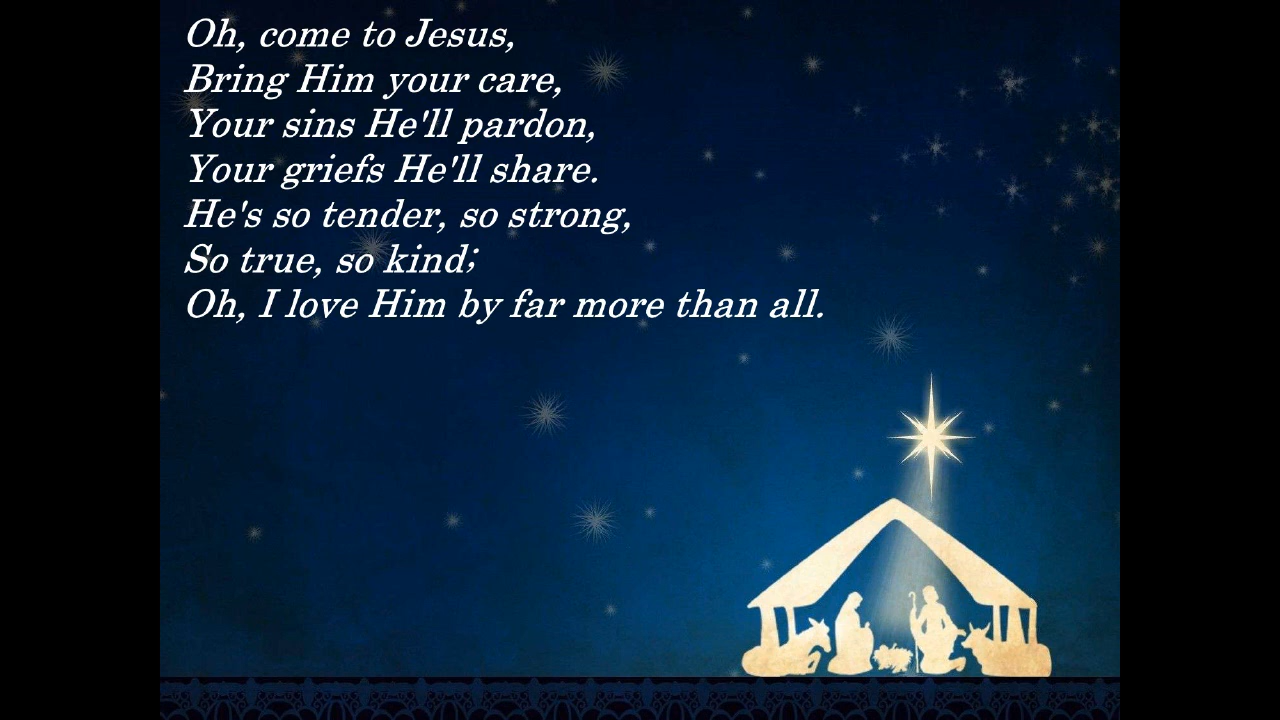 Oh, come to Jesus,
Bring Him your care,
Your sins He'll pardon,
Your griefs He'll share.
He's so tender, so strong,
So true, so kind;
Oh, I love Him by far more than all.